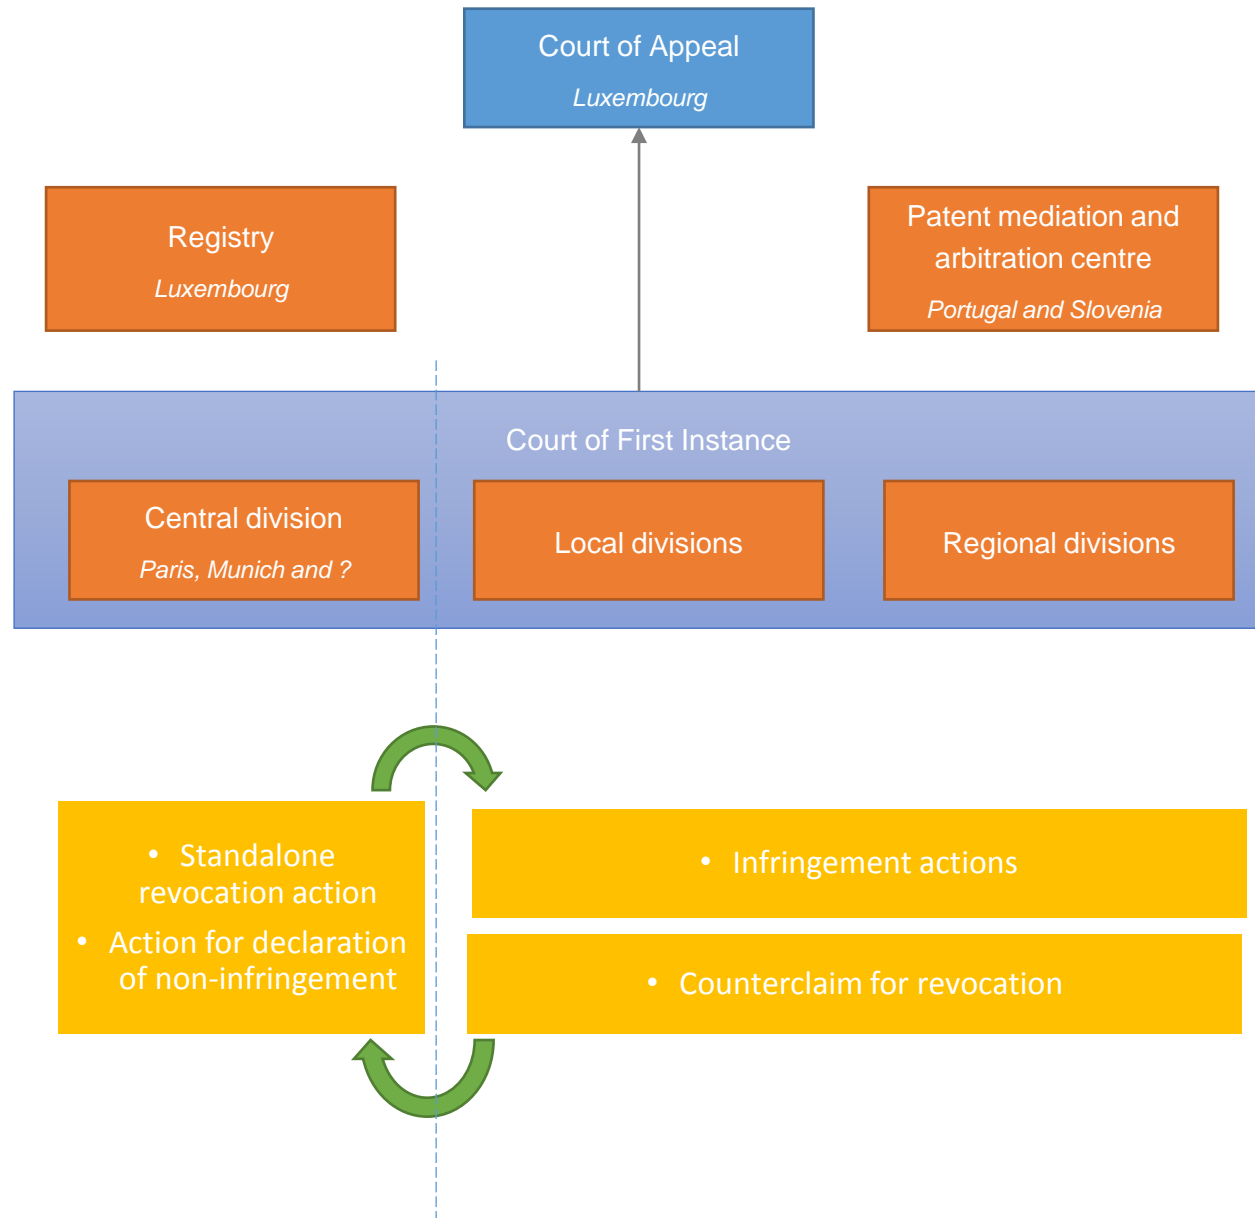 Court of Appeal
Luxembourg
Registry
Luxembourg
Patent mediation and
arbitration centre
Portugal and Slovenia
Court of First Instance
Central division
Paris, Munich and ?
Local divisions
Regional divisions
• Standalone
revocation action
• Action for declaration
of non-infringement
• Infringement actions
• Counterclaim for revocation